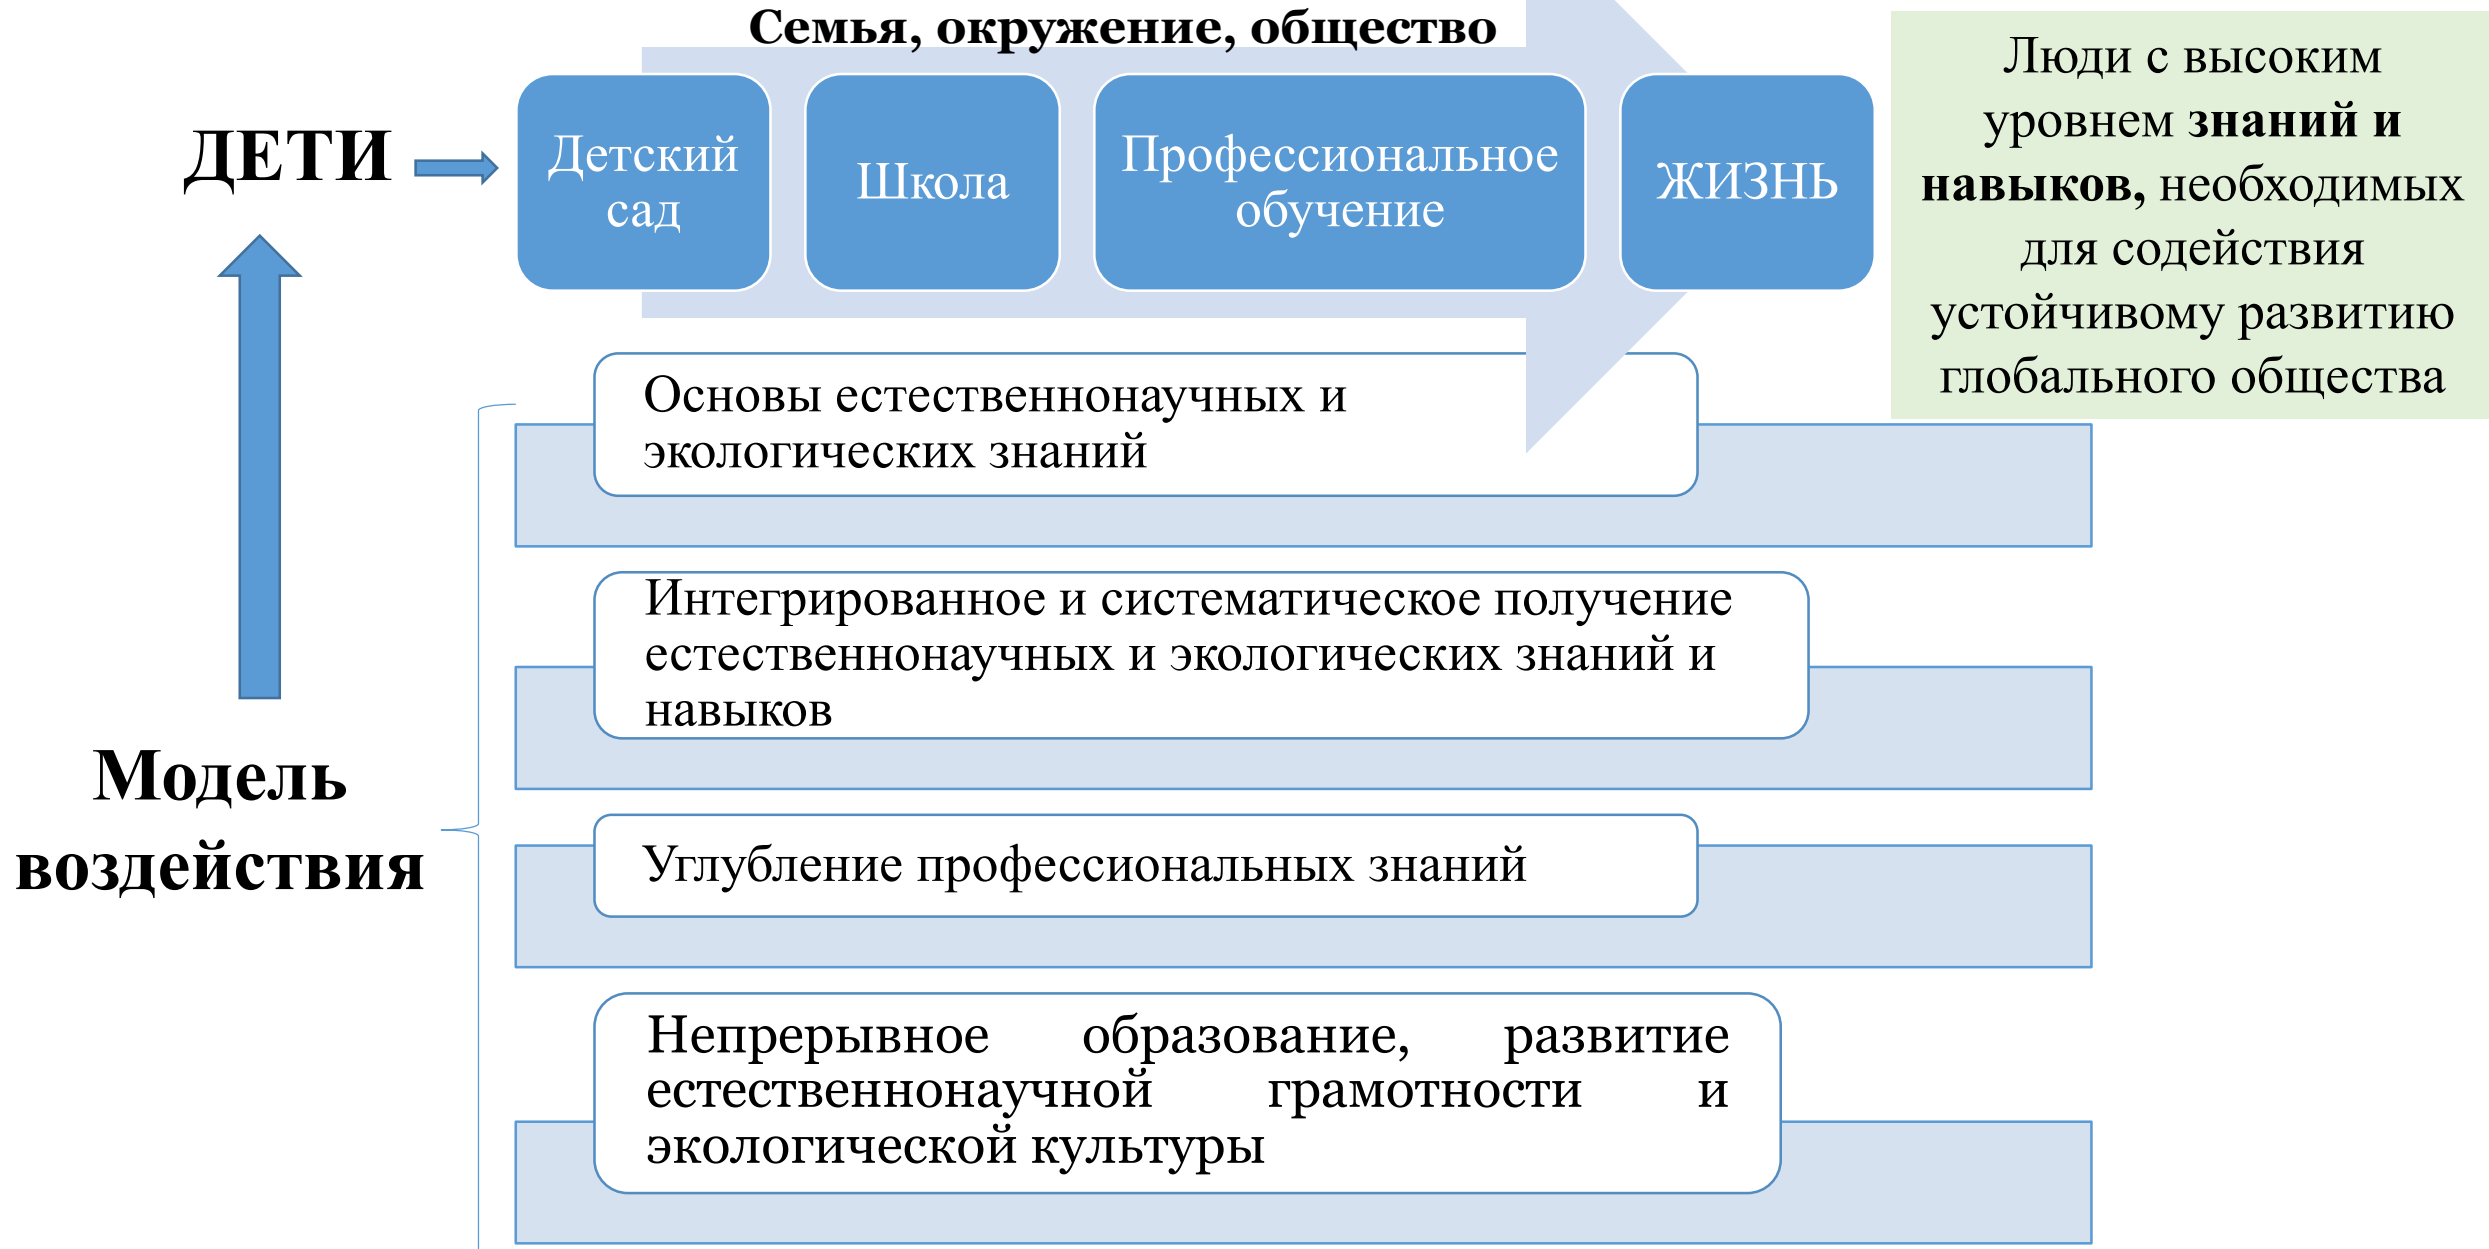 Семья, окружение, общество
ДЕТИ
Детский
сад
Школа
Профессиональное
обучение
ЖИЗНЬ
Люди с высоким
уровнем знаний и
навыков, необходимых
для содействия
устойчивому развитию
глобального общества
Модель
воздействия
Основы естественнонаучных и
экологических знаний
Интегрированное и систематическое получение
естественнонаучных и экологических знаний и
навыков
Углубление профессиональных знаний
Непрерывное образование, развитие
естественнонаучной грамотности и
экологической культуры